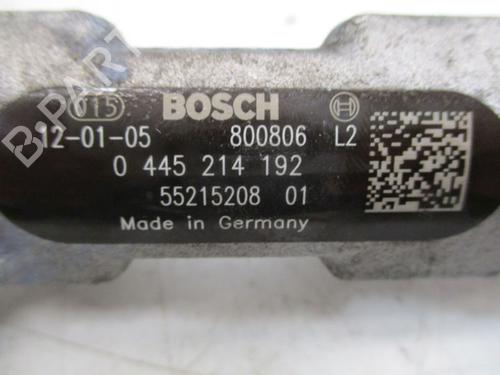 015 BOSCH
12-01-05 800806 L2
0 445 214 192
55215208 01
Made in Germany
B-PARTS